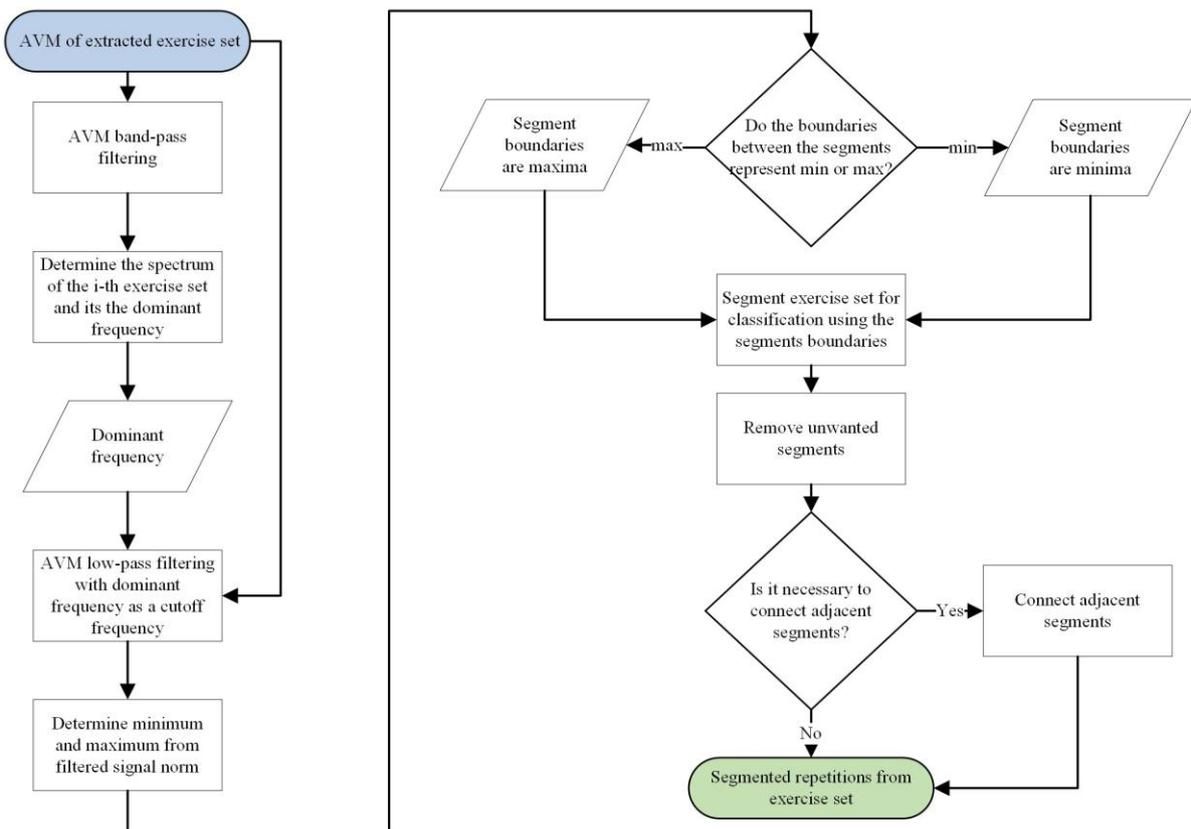 AVM of extracted exercise set
AVM band-pass
filtering
Determine the spectrum
of the i-th exercise set
and its the dominant
frequency
Dominant
frequency
AVM low-pass filtering
with dominant
frequency as a cutoff
frequency
Determine minimum
and maximum from
filtered signal norm
Do the boundaries
between the segments
represent min or max?
max
Segment
boundaries
are maxima
min
Segment
boundaries
are minima
Segment exercise set for
classification using the
segments boundaries
Remove unwanted
segments
Is it necessary to
connect adjacent
segments?
Yes
Connect adjacent
segments
No
Segmented repetitions from
exercise set